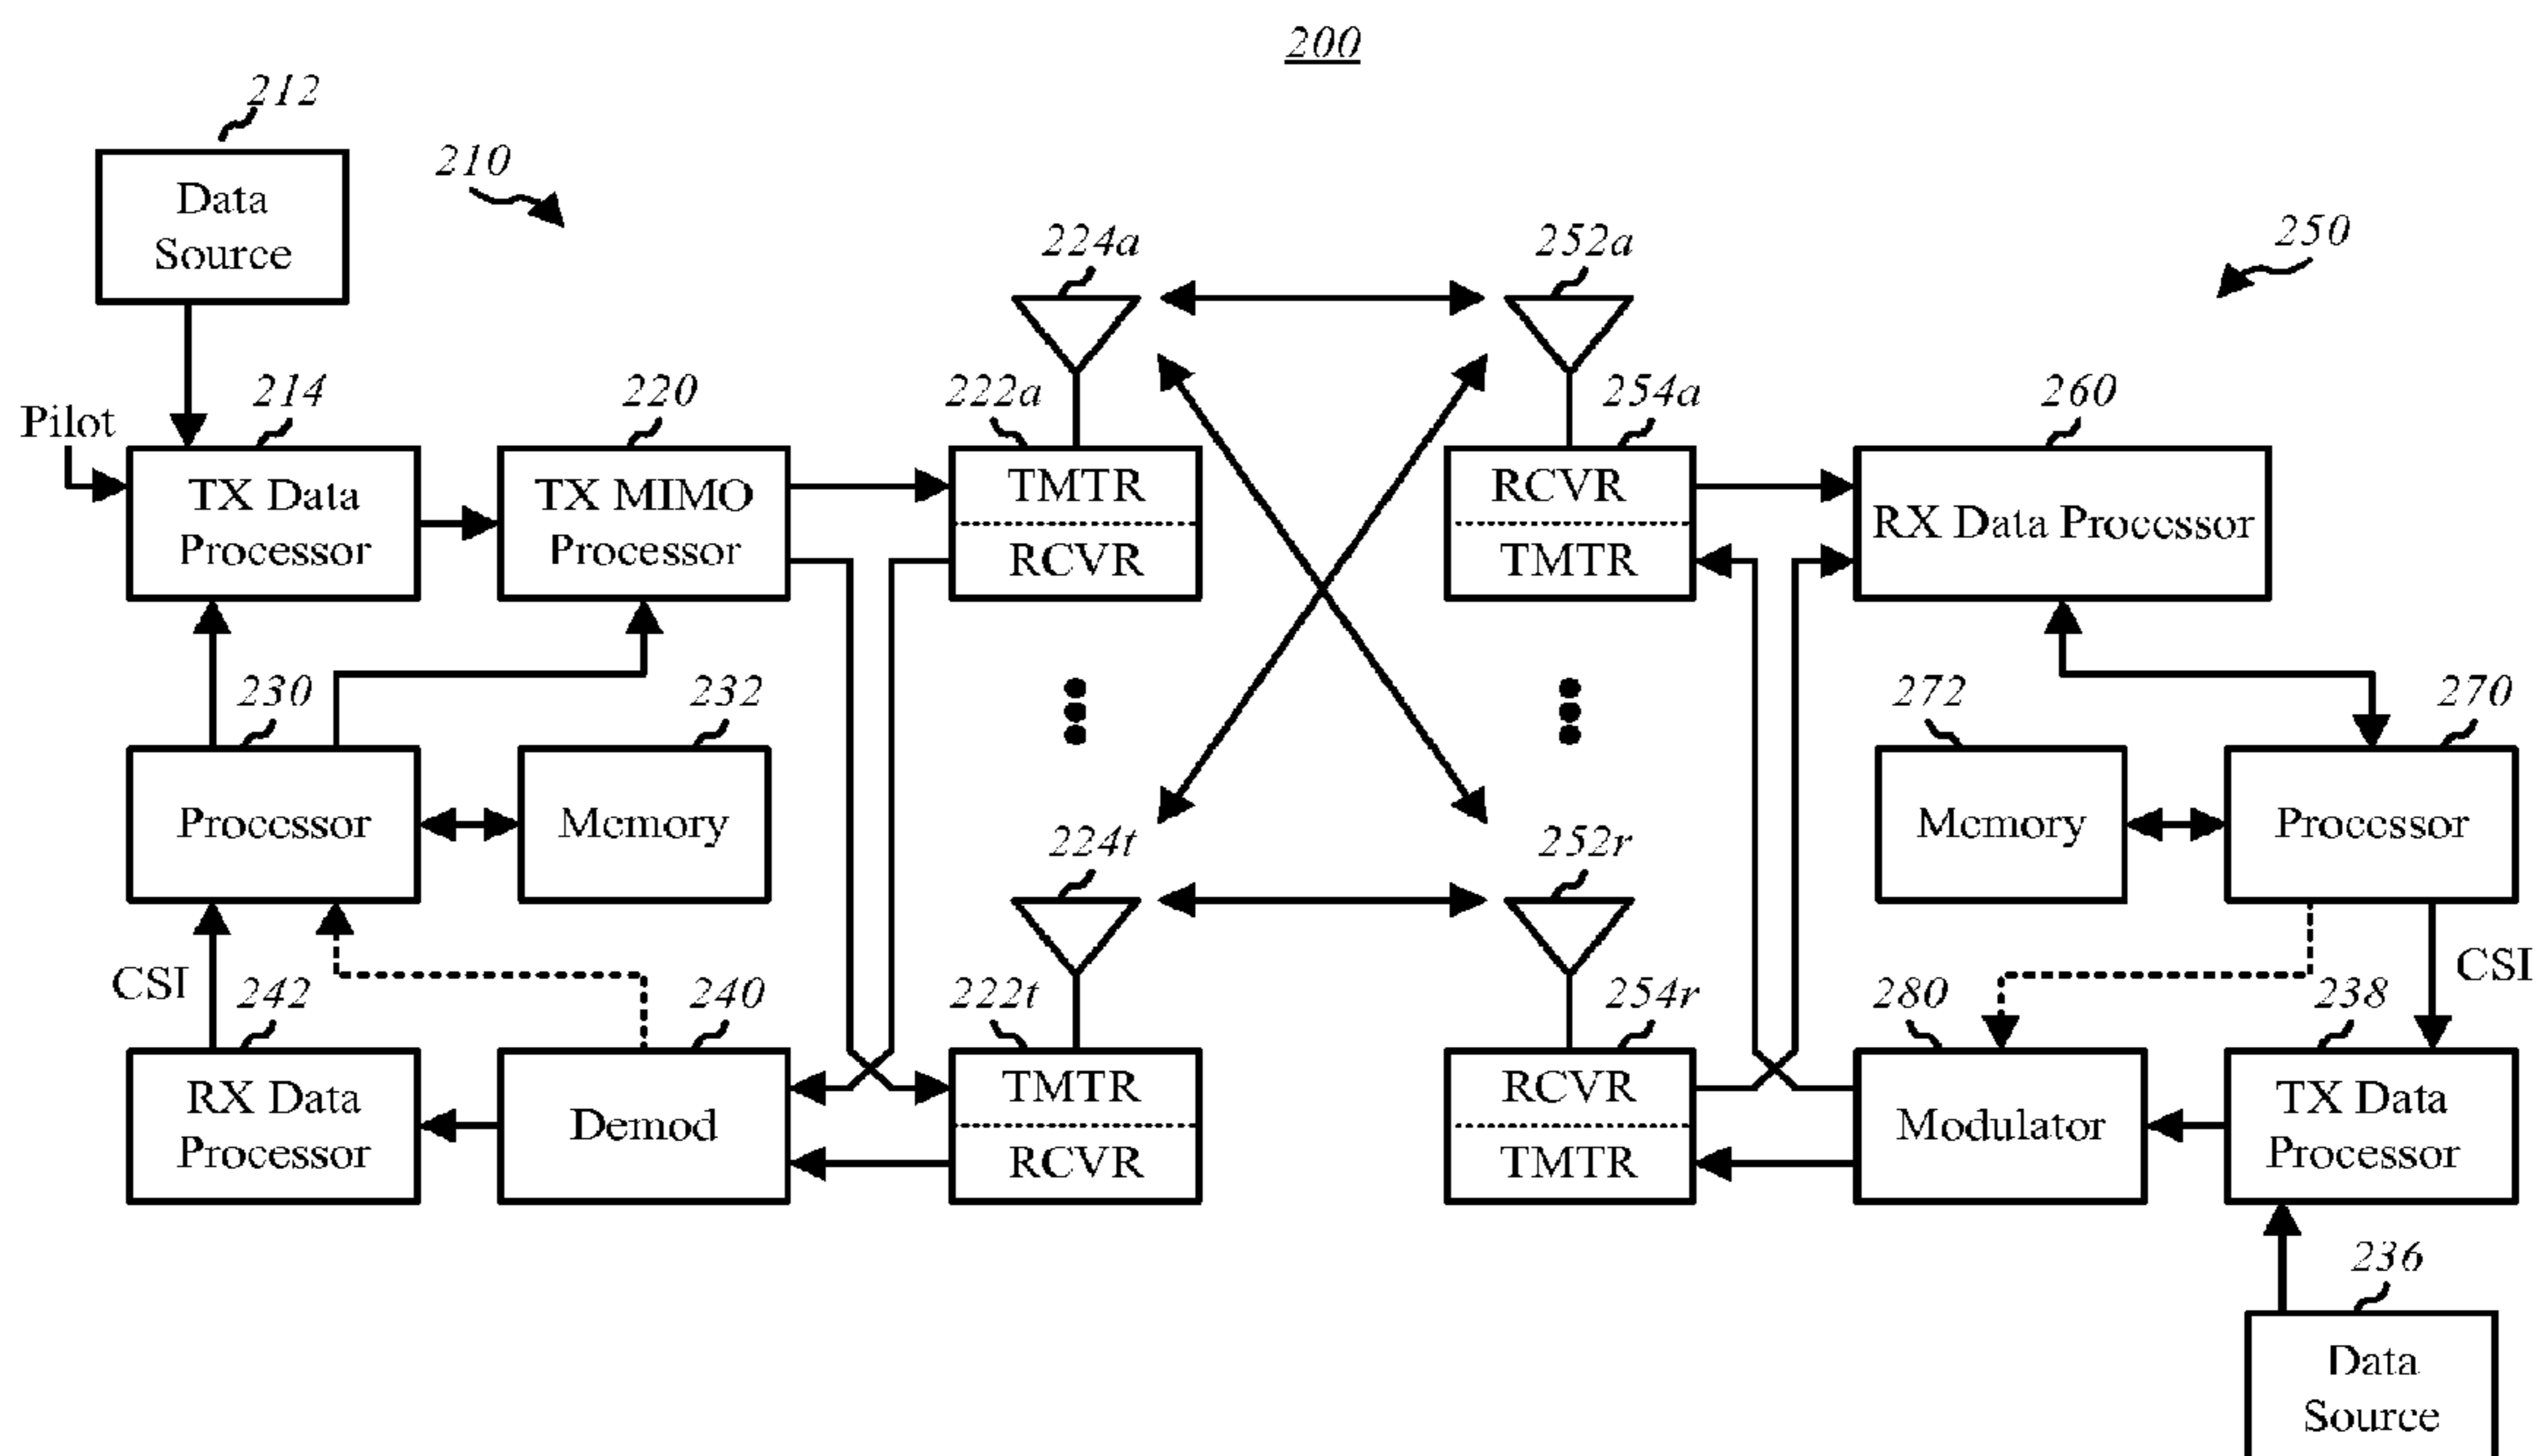 200
212
Data
Source
210
224a
252a
250
Pilot
214
220
222a
254a
260
TX Data
Processor
TX MIMO
Processor
TMTR
RCVR
RCVR
TMTR
RX Data Processor
230
232
272
270
Processor
Memory
Memory
Processor
224t
252r
CSI
242
240
222t
254r
280
238
CSI
RX Data
Processor
Demod
TMTR
RCVR
RCVR
TMTR
Modulator
TX Data
Processor
236
Data
Source